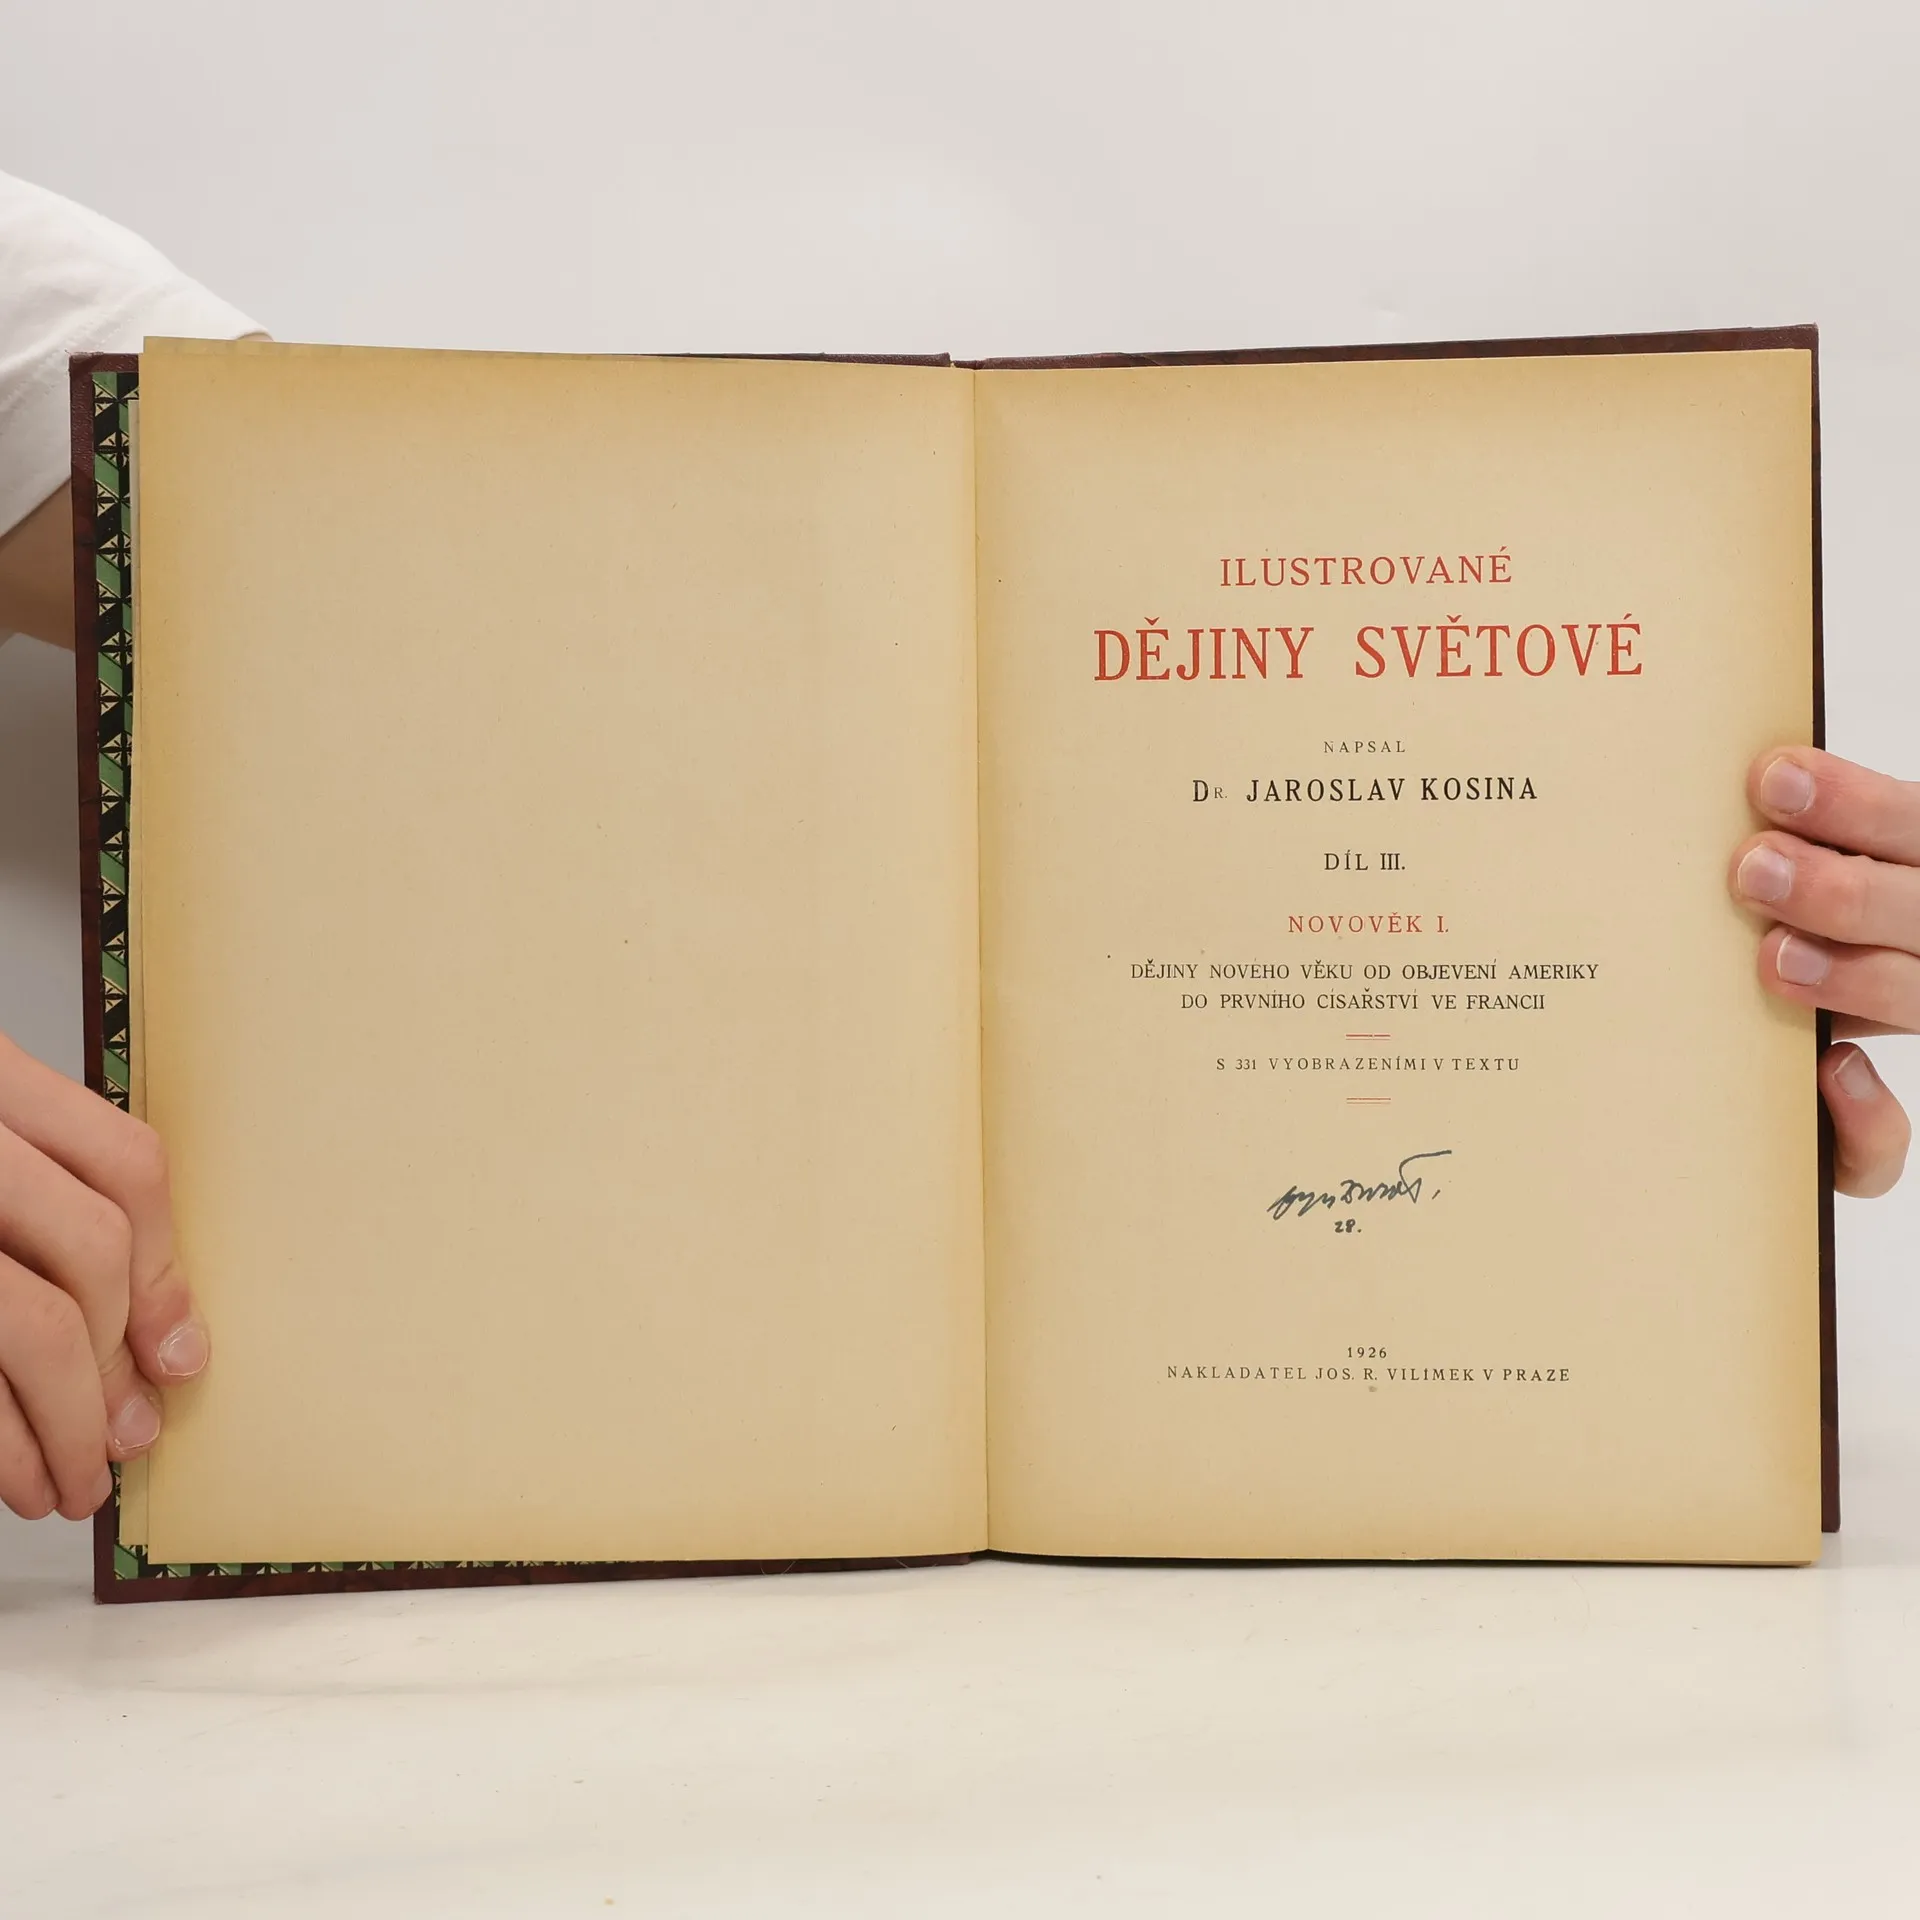 ILUSTROVANÉ
DĚJINY SVĚTOVÉ
NAPSAL
DR. JAROSLAV KOSINA
DÍL III.
NOVOVĚK I.
DĚJINY NOVÉHO VĚKU OD OBJEVENÍ AMERIKY
DO PRVNÍHO CÍSAŘSTVÍ VE FRANCII
S 331 VYOBRAZENÍMI V TEXTU
28.
1926
NAKLADATEL JOS. R. VILÍMEK V PRAZE